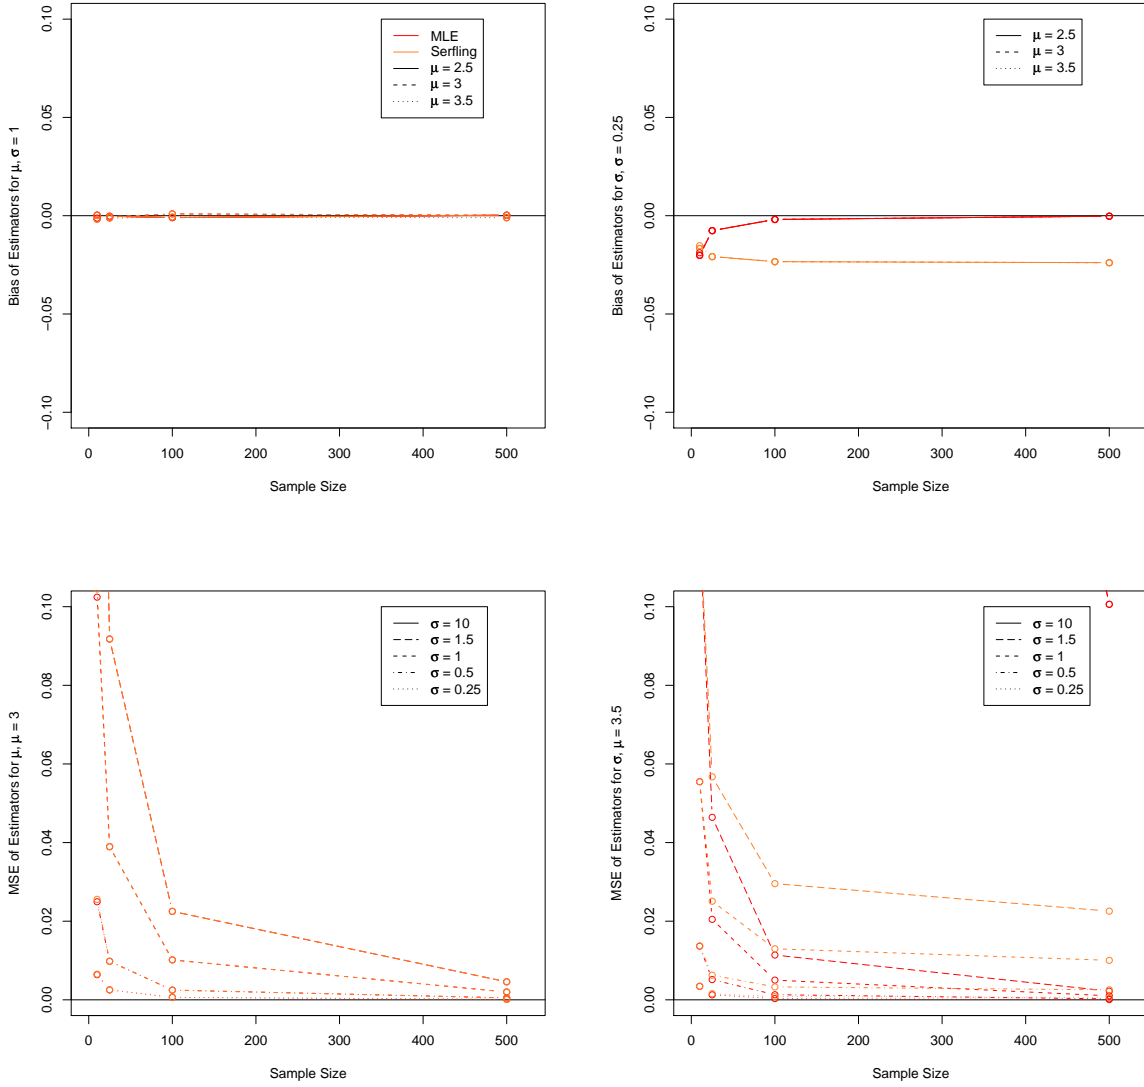 0.10
0.05
0.00
−0.05
−0.10
Bias of Estimators for μ, σ = 1
MLE
Serfling
μ = 2.5
μ = 3
μ = 3.5
0 100 200 300 400 500
Sample Size
0.10
0.05
0.00
−0.05
−0.10
Bias of Estimators for σ, σ = 0.25
μ = 2.5
μ = 3
μ = 3.5
0 100 200 300 400 500
Sample Size
0.10
0.08
0.06
0.04
0.02
0.00
MSE of Estimators for μ, μ = 3
σ = 10
σ = 1.5
σ = 1
σ = 0.5
σ = 0.25
0 100 200 300 400 500
Sample Size
0.10
0.08
0.06
0.04
0.02
0.00
MSE of Estimators for σ, μ = 3.5
σ = 10
σ = 1.5
σ = 1
σ = 0.5
σ = 0.25
0 100 200 300 400 500
Sample Size